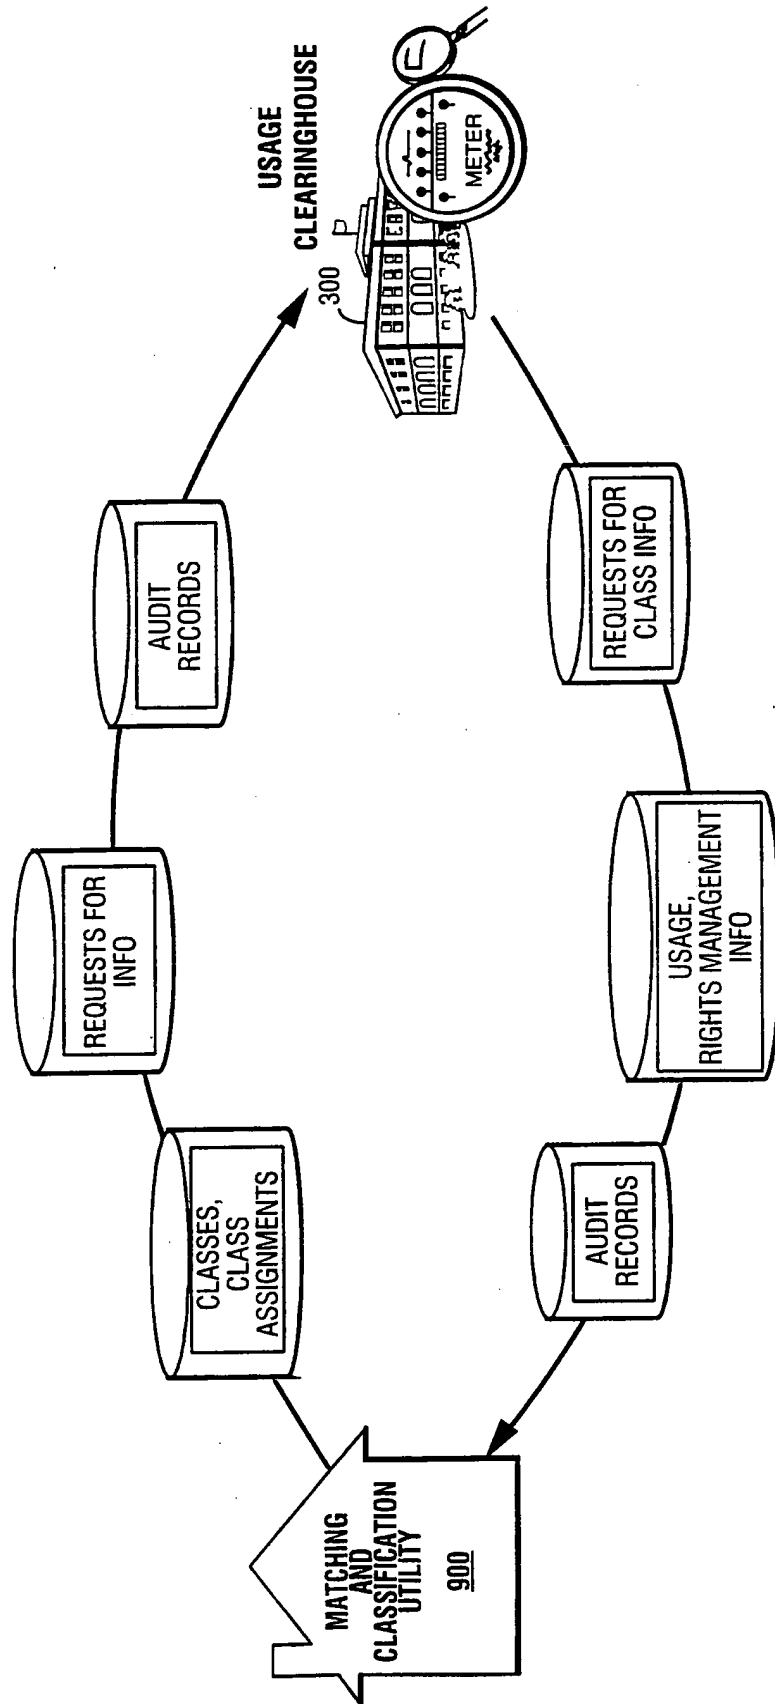 USAGE
CLEARINGHOUSE
300
METER
AUDIT
RECORDS
REQUESTS FOR
INFO
CLASSES,
CLASS
ASSIGNMENTS
MATCHING
AND
CLASSIFICATION
UTILITY
900
REQUESTS FOR
CLASS INFO
USAGE,
RIGHTS MANAGEMENT
INFO
AUDIT
RECORDS